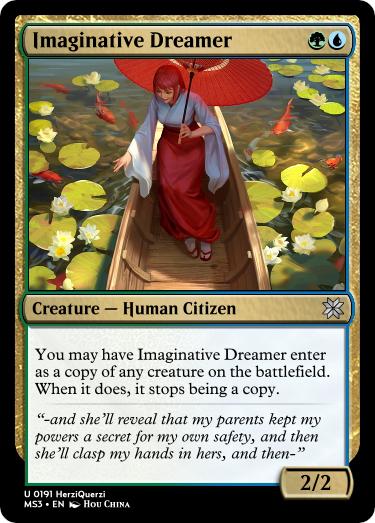 Imaginative Dreamer
Creature — Human Citizen
You may have Imaginative Dreamer enter
as a copy of any creature on the battlefield.
When it does, it stops being a copy.
“-and she’ll reveal that my parents kept my
powers a secret for my own safety, and then
she’ll clasp my hands in hers, and then-”
2/2
U 0191 HerziQuerzi
MS3 • EN Hou China